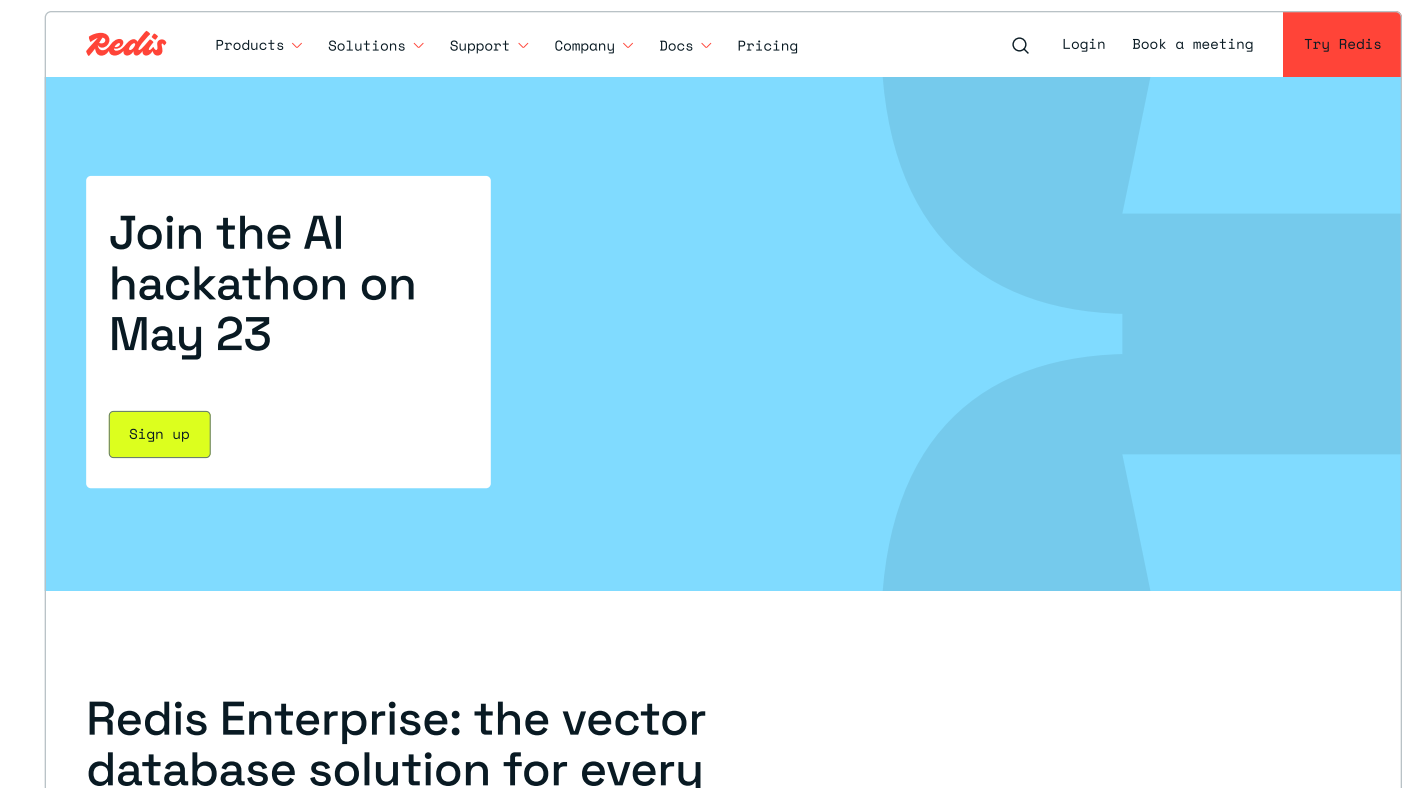 Redis Products Solutions Support Company Docs Pricing Login Book a meeting Try Redis
Join the AI
hackathon on
May 23
Sign up
Redis Enterprise: the vector
database solution for every